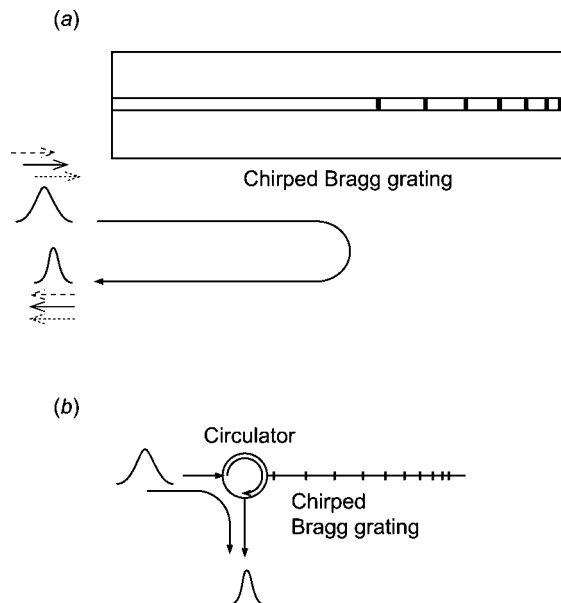 (a)
Chirped Bragg grating
(b)
Circulator
Chirped
Bragg grating